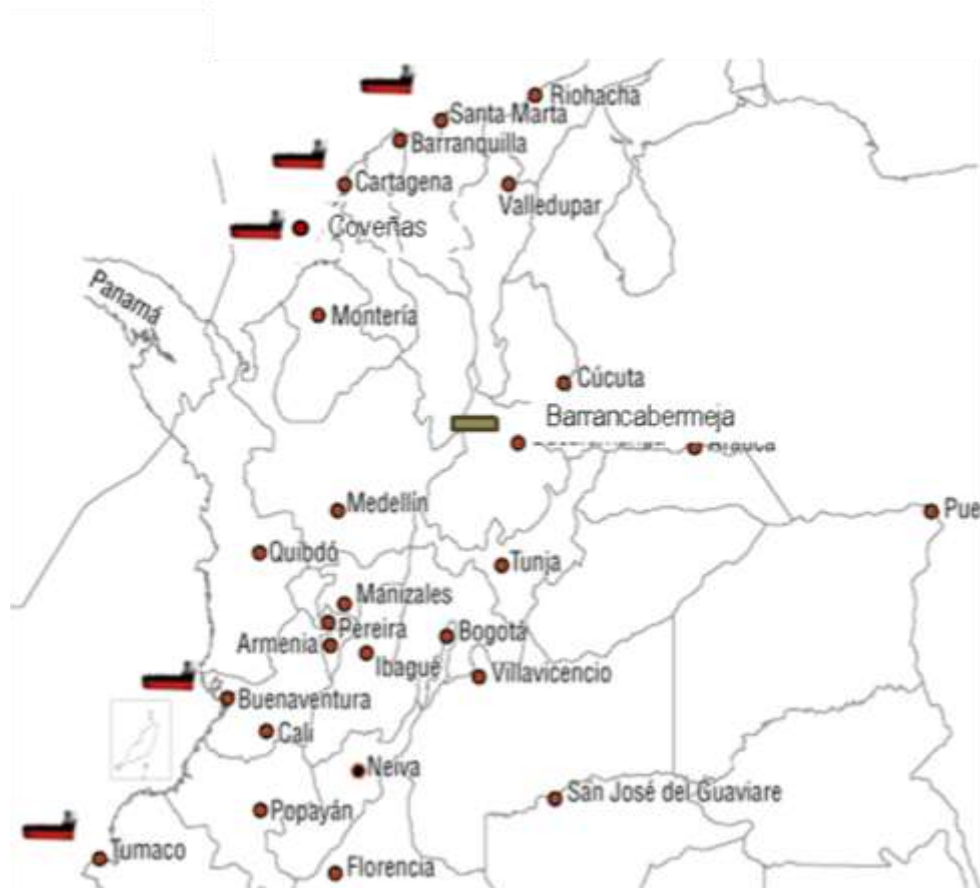 Riohacha
Santa Marta
Barranquilla
Cartagena
Valledupar
Coveñas
Panamá
Montería
Cúcuta
Barrancabermeja
Medellín
Pue
Quibdó
Tunja
Manizales
Pereira
Bogotá
Armenia
Ibagué
Villavicencio
Buenaventura
Cali
Neiva
San José del Guaviare
Popayán
Tumaco
Florencia